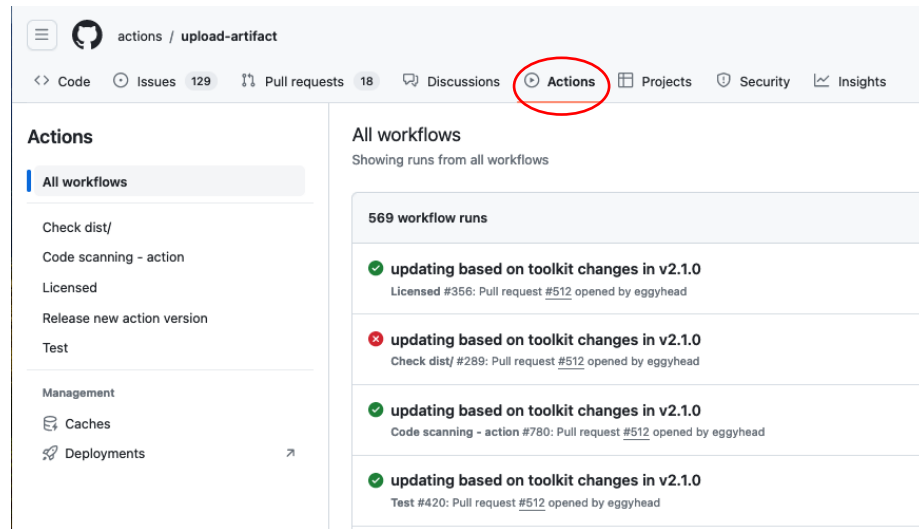 actions / upload-artifact
Code Issues 129 Pull requests 18 Discussions Actions Projects Security Insights
Actions
All workflows
Check dist/
Code scanning - action
Licensed
Release new action version
Test
Management
Caches
Deployments
All workflows
Showing runs from all workflows
569 workflow runs
updating based on toolkit changes in v2.1.0
Licensed #356: Pull request #512 opened by eggyhead
updating based on toolkit changes in v2.1.0
Check dist/ #289: Pull request #512 opened by eggyhead
updating based on toolkit changes in v2.1.0
Code scanning - action #780: Pull request #512 opened by eggyhead
updating based on toolkit changes in v2.1.0
Test #420: Pull request #512 opened by eggyhead